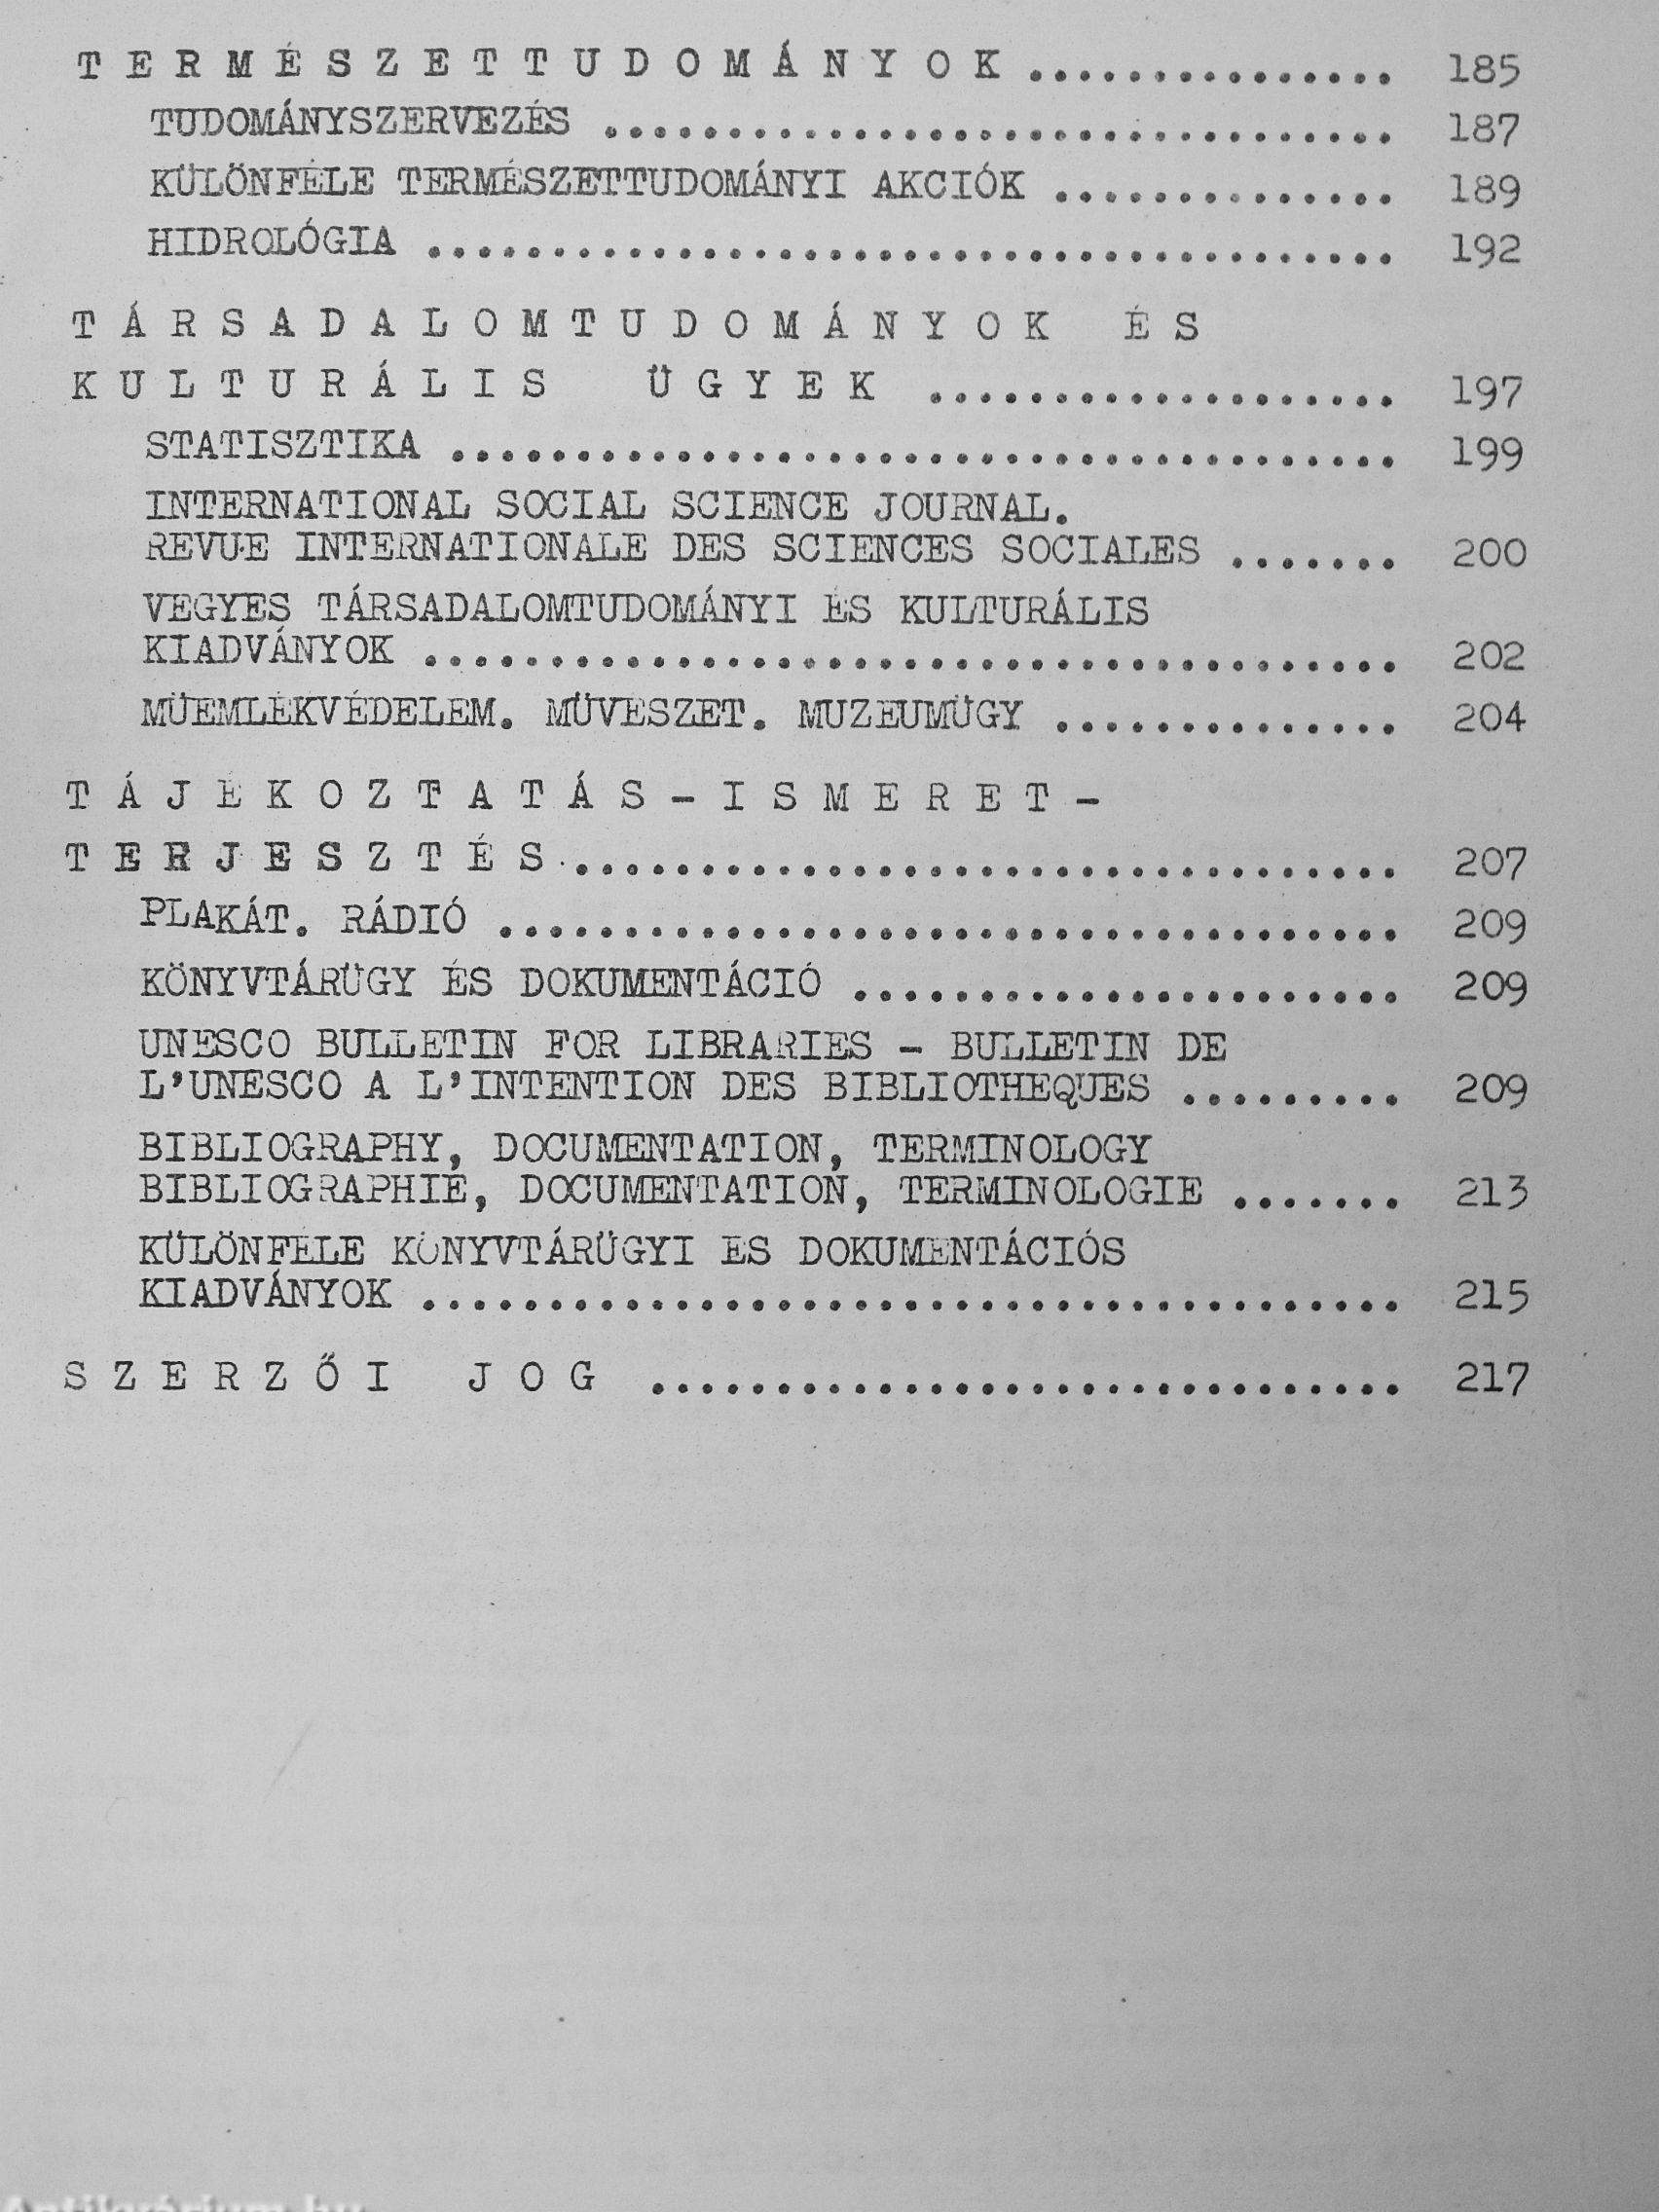 T E R M É S Z E T T U D O M Á N Y O K ............... 185
TUDOMÁNYSZERVEZÉS ................................ 187
KÜLÖNFÉLE TERMÉSZETTUDOMÁNYI AKCIÓK .............. 189
HIDROLÓGIA ....................................... 192
T Á R S A D A L O M T U D O M Á N Y O K É S
K U L T U R Á L I S Ü G Y E K ................... 197
STATISZTIKA ...................................... 199
INTERNATIONAL SOCIAL SCIENCE JOURNAL.
REVUE INTERNATIONALE DES SCIENCES SOCIALES ....... 200
VEGYES TÁRSADALOMTUDOMÁNYI ÉS KULTURÁLIS
KIADVÁNYOK ....................................... 202
MÜEMLÉKVÉDELEM. MÜVÉSZET. MUZEUMÜGY .............. 204
T Á J É K O Z T A T Á S - I S M E R E T -
T E R J E S Z T É S ................................. 207
PLAKÁT. RÁDIÓ .................................... 209
KÖNYVTÁRÜGY ÉS DOKUMENTÁCIÓ ...................... 209
UNESCO BULLETIN FOR LIBRARIES - BULLETIN DE
L'UNESCO A L'INTENTION DES BIBLIOTHEQUES ......... 209
BIBLIOGRAPHY, DOCUMENTATION, TERMINOLOGY
BIBLIOGRAPHIE, DOCUMENTATION, TERMINOLOGIE ....... 213
KÜLÖNFÉLE KÖNYVTÁRÜGYI ÉS DOKUMENTÁCIÓS
KIADVÁNYOK ....................................... 215
S Z E R Z Ő I J O G .............................. 217
Antikvárium.hu